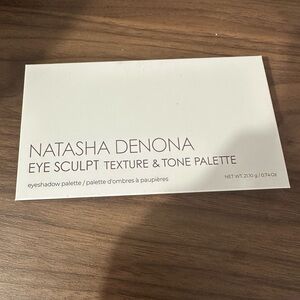 NATASHA DENONA
EYE SCULPT TEXTURE & TONE PALETTE
eyeshadow palette / palette d'ombres à paupières
NET WT. 21.10 g / 0.74 Oz